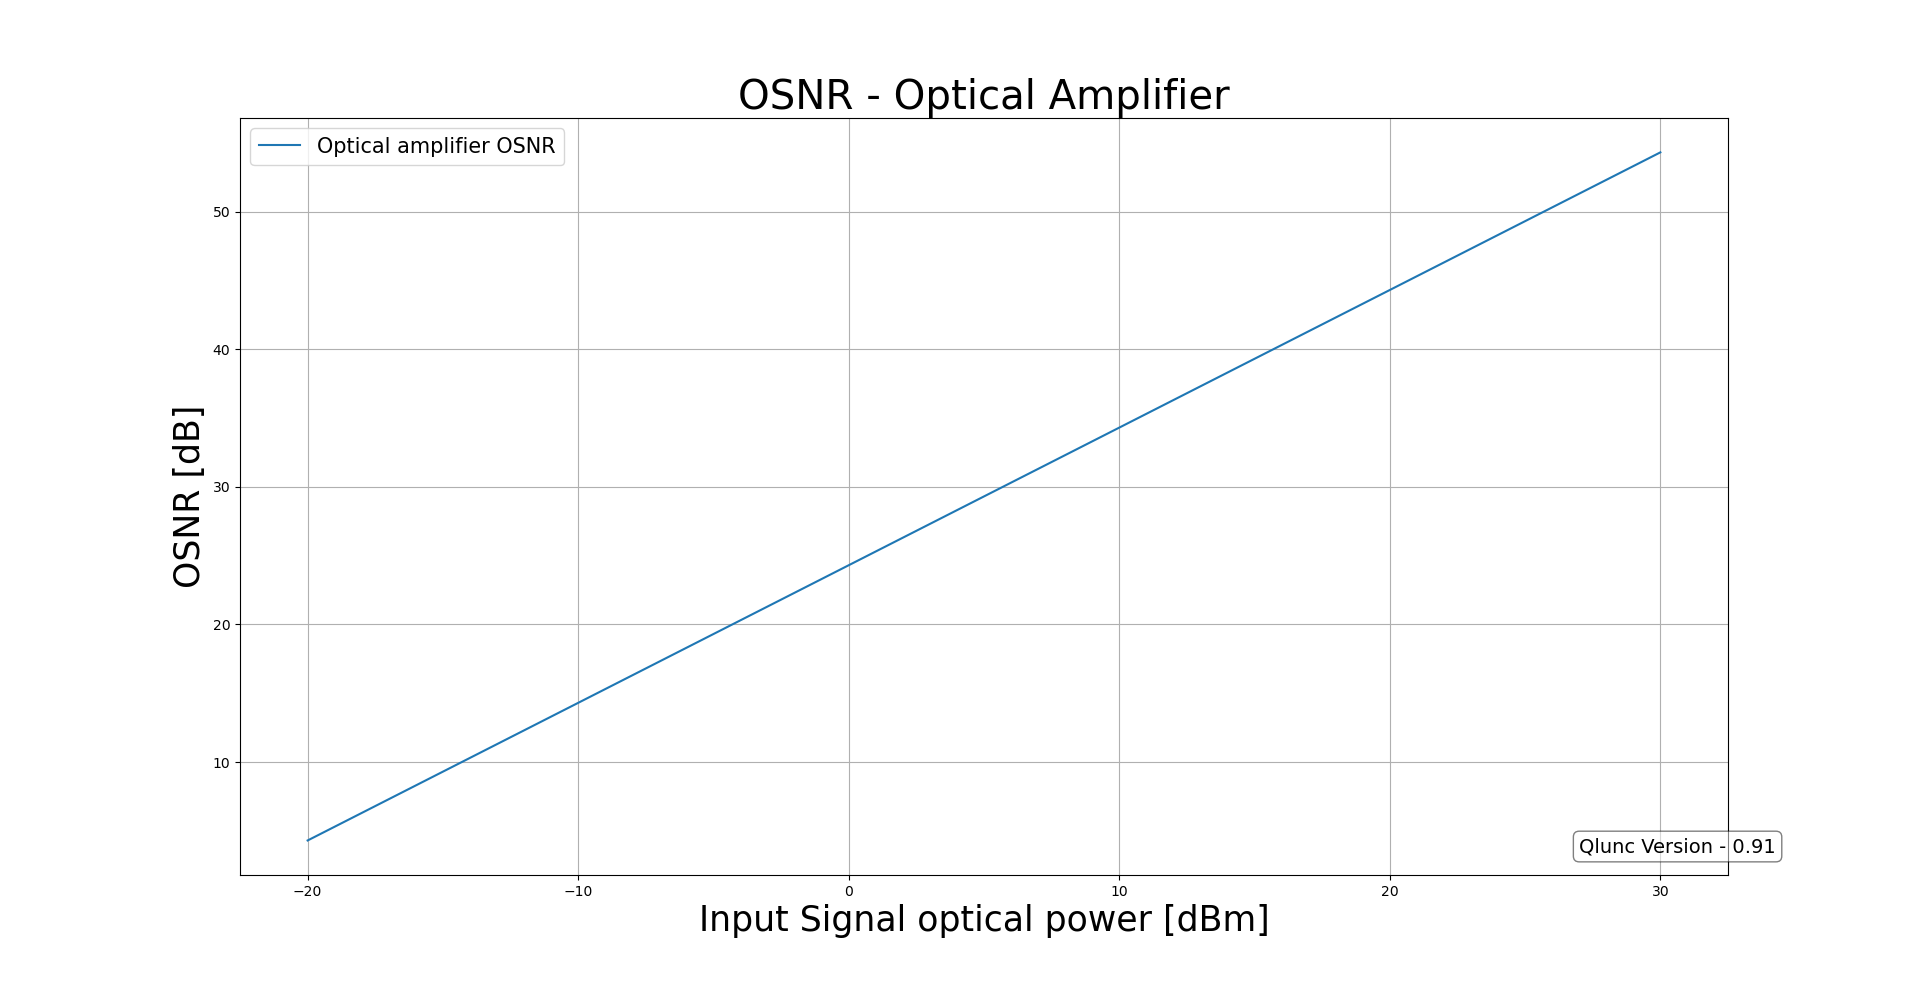 OSNR - Optical Amplifier
Optical amplifier OSNR
OSNR [dB]
50
40
30
20
10
Qlunc Version - 0.91
−20
−10
0
10
20
30
Input Signal optical power [dBm]